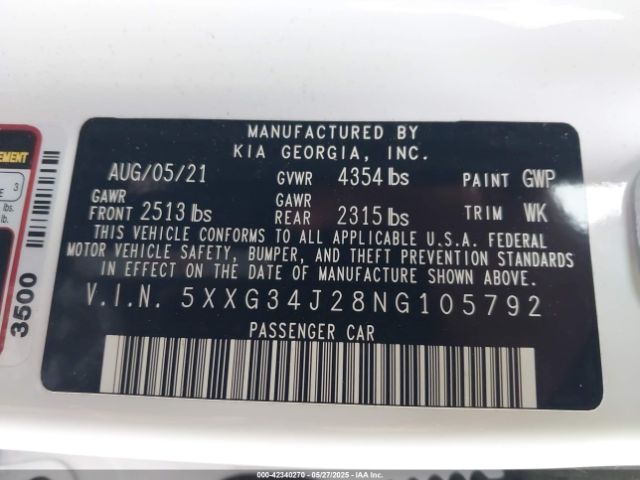 MANUFACTURED BY
KIA GEORGIA, INC.
AUG/05/21 GVWR 4354 lbs PAINT GWP
GAWR FRONT 2513 lbs GAWR REAR 2315 lbs TRIM WK
THIS VEHICLE CONFORMS TO ALL APPLICABLE U.S.A. FEDERAL
MOTOR VEHICLE SAFETY, BUMPER, AND THEFT PREVENTION STANDARDS
IN EFFECT ON THE DATE OF MANUFACTURE SHOWN ABOVE.
V.I.N. 5XXG34J28NG105792
PASSENGER CAR
3
lbs.
lb.
3500
000-42340270 - 05/27/2025 - IAA Inc.